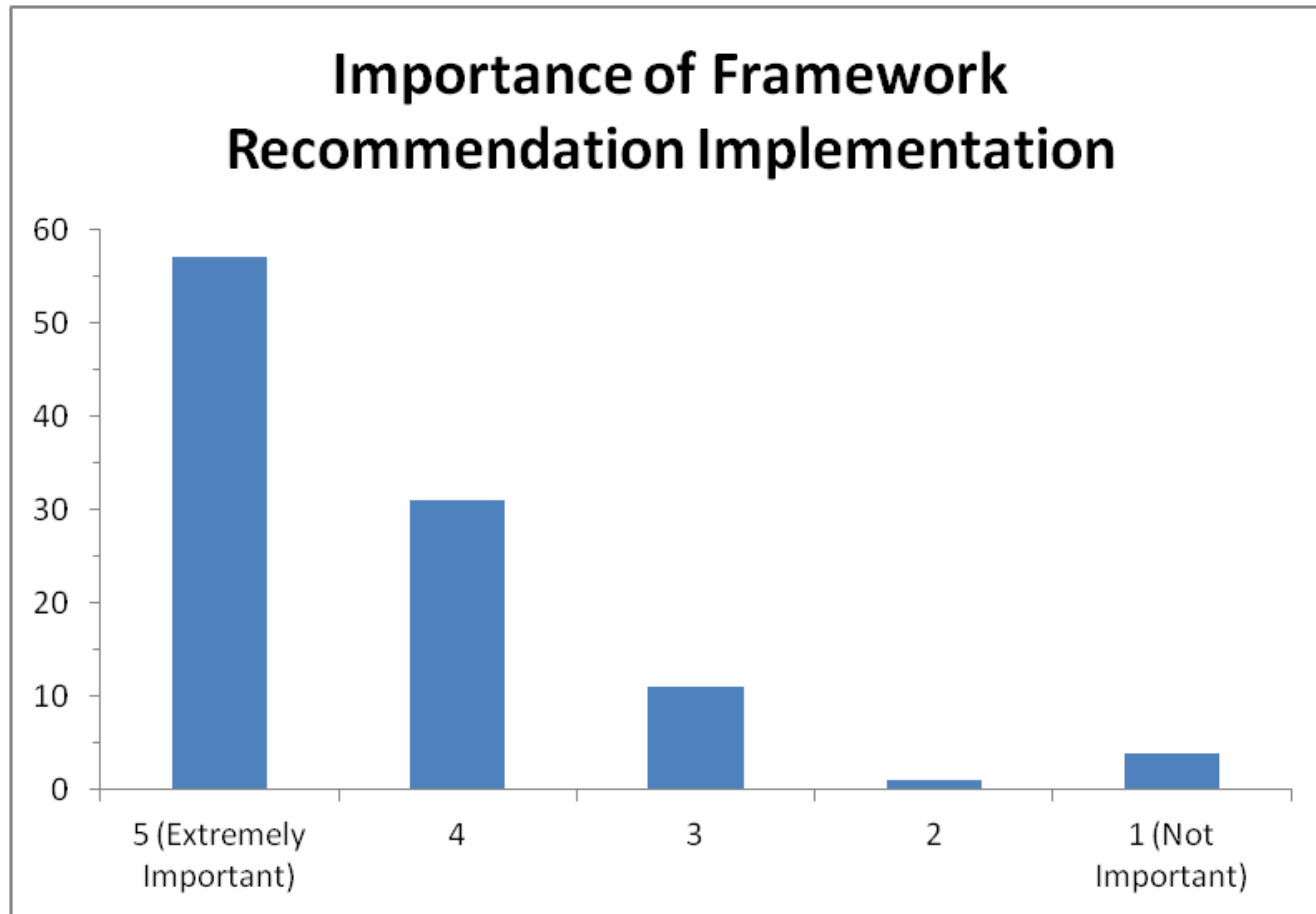 Importance of Framework
Recommendation Implementation
60
50
40
30
20
10
0
5 (Extremely
Important)
4
3
2
1 (Not
Important)